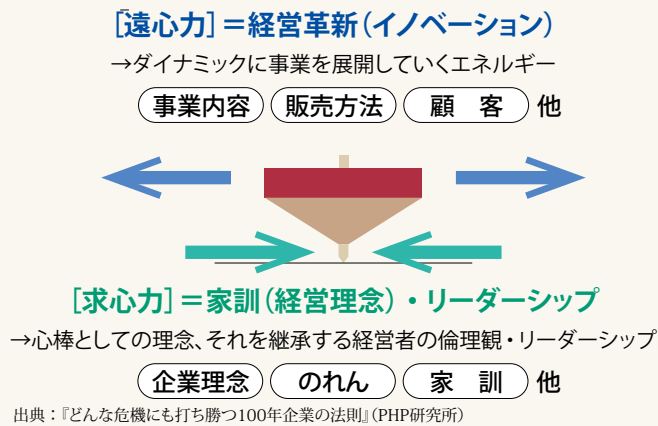 ［遠心力］＝経営革新（イノベーション）
→ダイナミックに事業を展開していくエネルギー
事業内容 販売方法 顧　客 他
［求心力］＝家訓（経営理念）・リーダーシップ
→心棒としての理念、それを継承する経営者の倫理観・リーダーシップ
企業理念 のれん 家　訓 他
出典：『どんな危機にも打ち勝つ100年企業の法則』（PHP研究所）